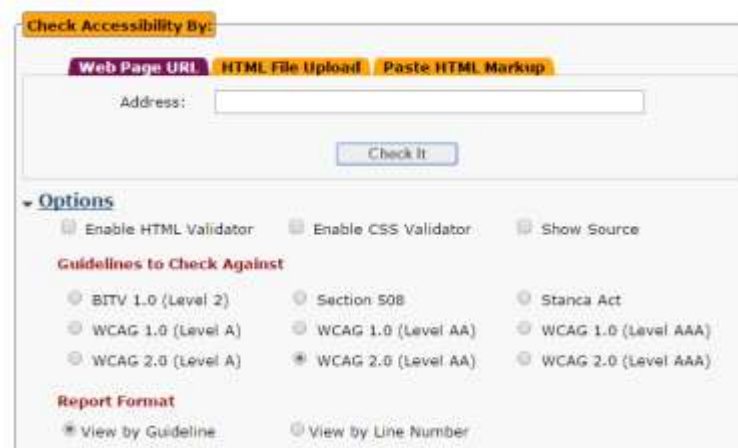 Check Accessibility By:
Web Page URL HTML File Upload Paste HTML Markup
Address:
Check It
Options
Enable HTML Validator Enable CSS Validator Show Source
Guidelines to Check Against
BITV 1.0 (Level 2) Section 508 Stanca Act
WCAG 1.0 (Level A) WCAG 1.0 (Level AA) WCAG 1.0 (Level AAA)
WCAG 2.0 (Level A) WCAG 2.0 (Level AA) WCAG 2.0 (Level AAA)
Report Format
View by Guideline View by Line Number